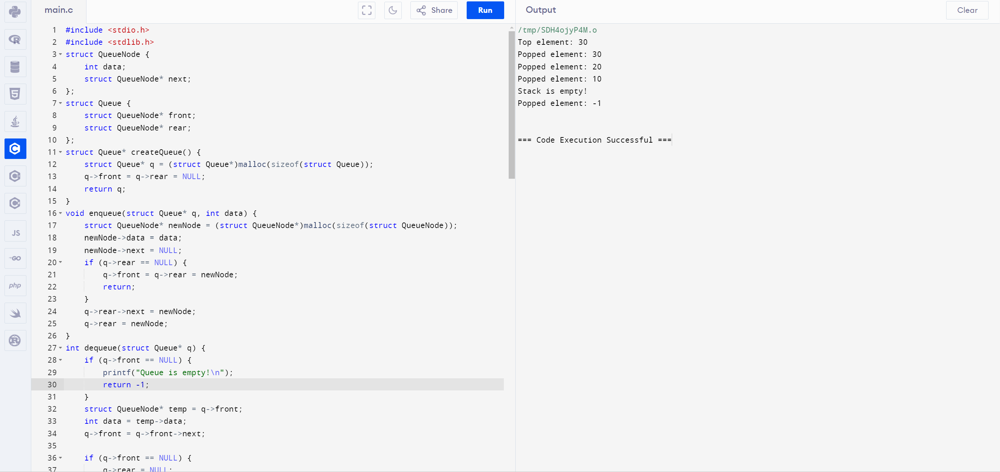 main.c
Share
Run
Output
Clear
1 #include <stdio.h>
2 #include <stdlib.h>
3 struct QueueNode {
4     int data;
5     struct QueueNode* next;
6 };
7 struct Queue {
8     struct QueueNode* front;
9     struct QueueNode* rear;
10 };
11 struct Queue* createQueue() {
12     struct Queue* q = (struct Queue*)malloc(sizeof(struct Queue));
13     q->front = q->rear = NULL;
14     return q;
15 }
16 void enqueue(struct Queue* q, int data) {
17     struct QueueNode* newNode = (struct QueueNode*)malloc(sizeof(struct QueueNode));
18     newNode->data = data;
19     newNode->next = NULL;
20     if (q->rear == NULL) {
21         q->front = q->rear = newNode;
22         return;
23     }
24     q->rear->next = newNode;
25     q->rear = newNode;
26 }
27 int dequeue(struct Queue* q) {
28     if (q->front == NULL) {
29         printf("Queue is empty!\n");
30         return -1;
31     }
32     struct QueueNode* temp = q->front;
33     int data = temp->data;
34     q->front = q->front->next;
35
36     if (q->front == NULL) {
37         q->rear = NULL;
/tmp/SDH4ojyP4M.o
Top element: 30
Popped element: 30
Popped element: 20
Popped element: 10
Stack is empty!
Popped element: -1
=== Code Execution Successful ===
R
5
C
C
C#
JS
GO
php
R